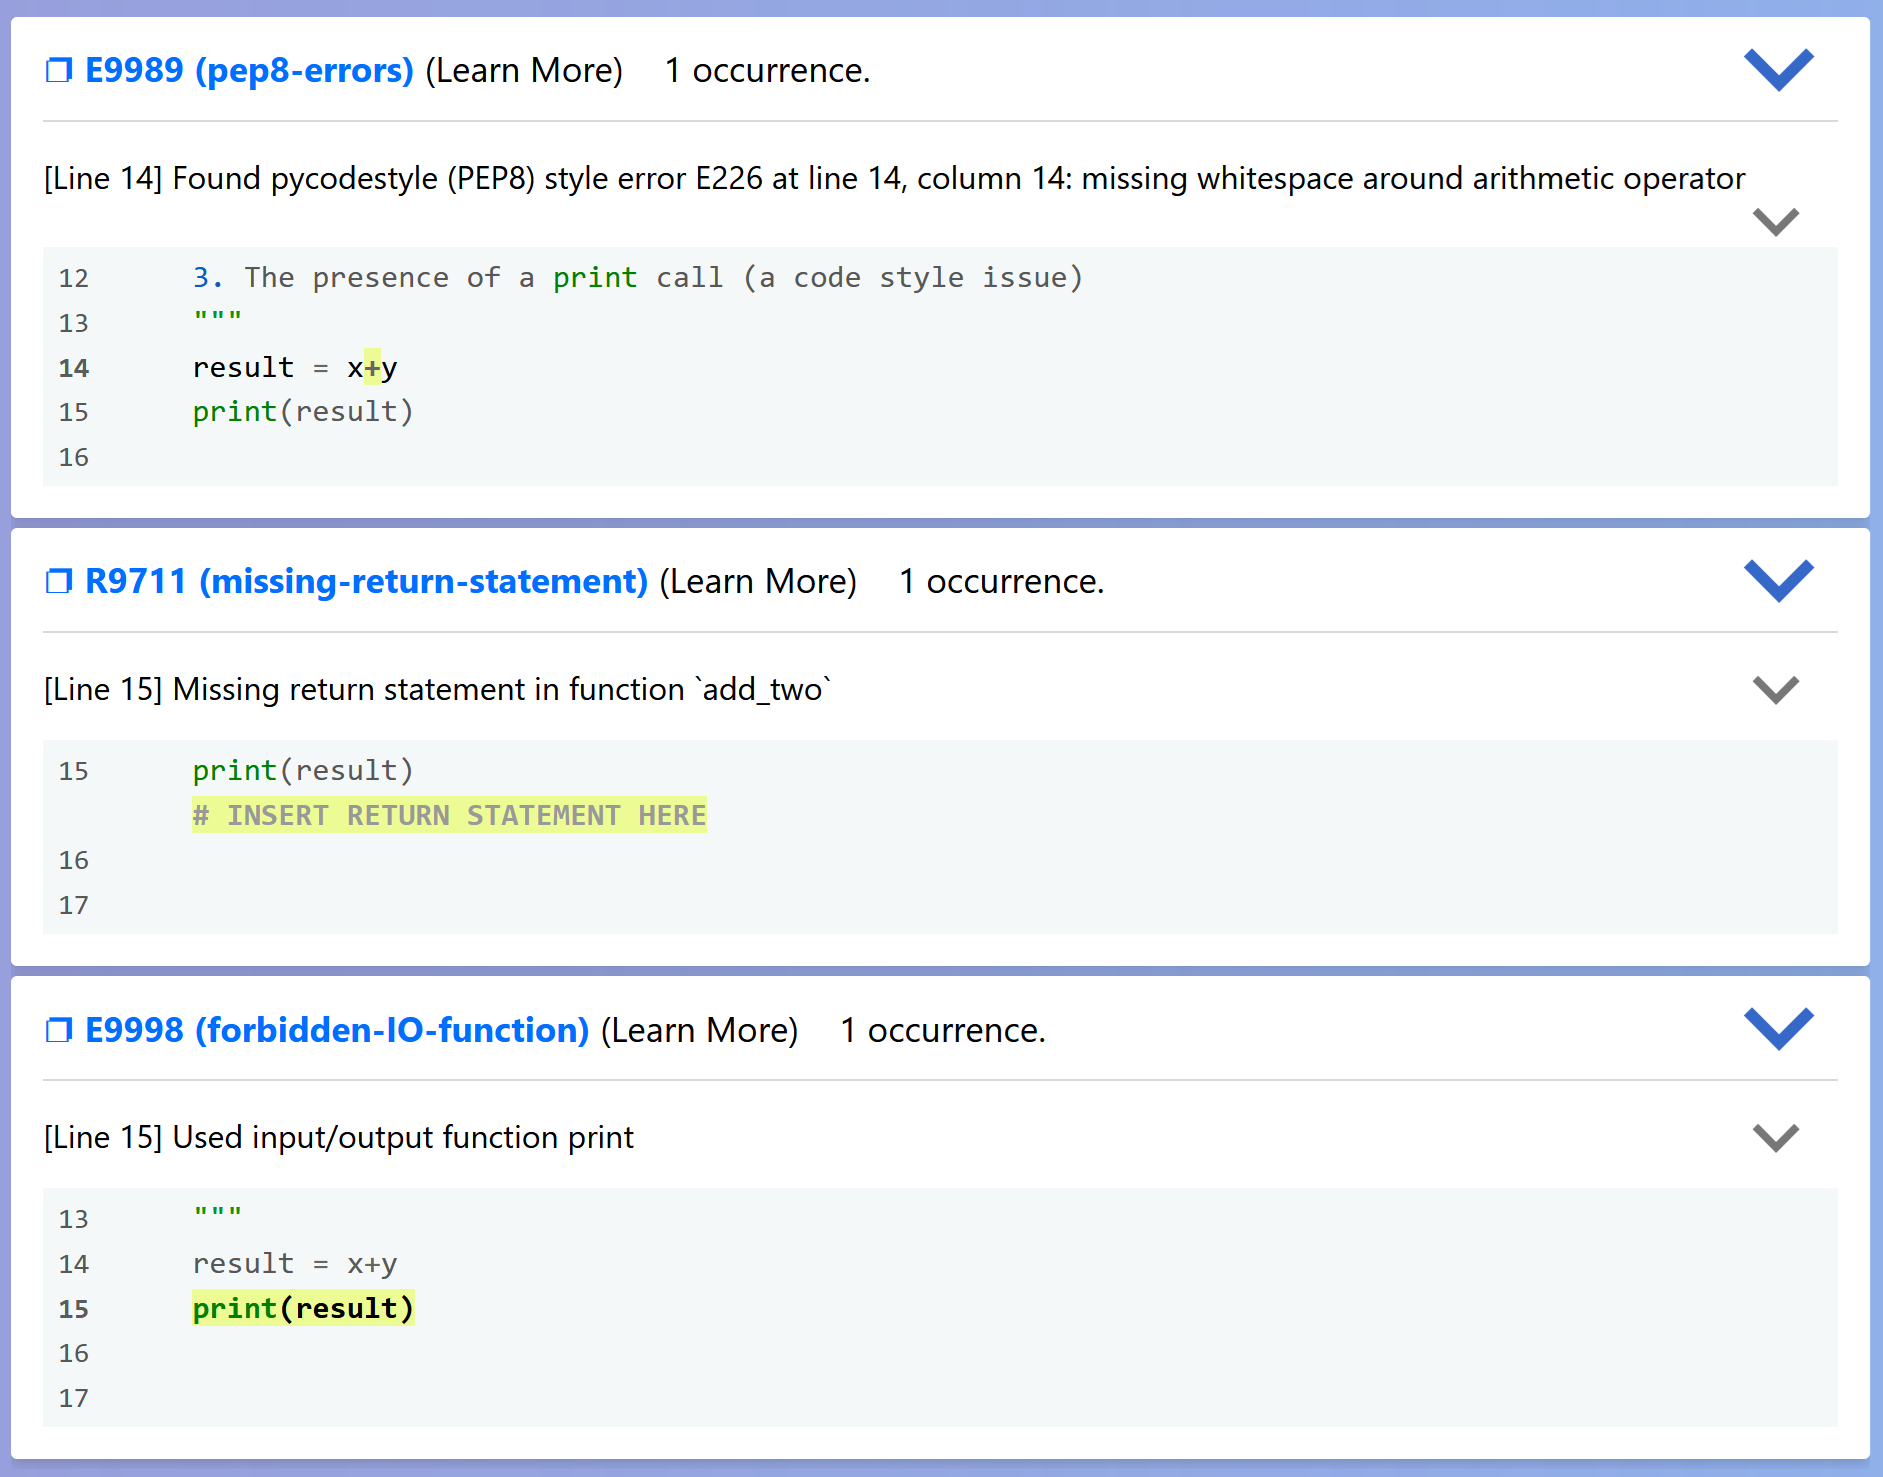 E9989 (pep8-errors) (Learn More) 1 occurrence.
[Line 14] Found pycodestyle (PEP8) style error E226 at line 14, column 14: missing whitespace around arithmetic operator
12 3. The presence of a print call (a code style issue)
13 """
14 result = x+y
15 print(result)
16
R9711 (missing-return-statement) (Learn More) 1 occurrence.
[Line 15] Missing return statement in function `add_two`
15 print(result)
# INSERT RETURN STATEMENT HERE
16
17
E9998 (forbidden-IO-function) (Learn More) 1 occurrence.
[Line 15] Used input/output function print
13 """
14 result = x+y
15 print(result)
16
17